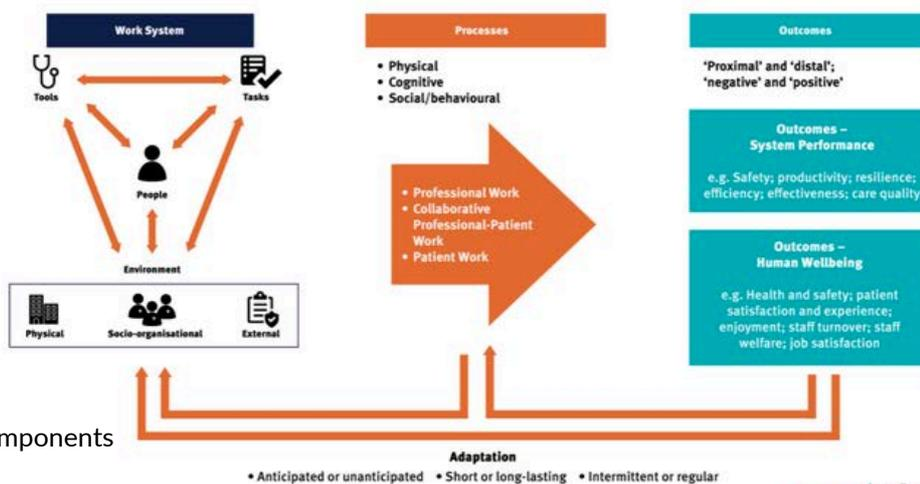 Work System
Tools
Tasks
People
Environment
Physical
Socio-organisational
External
Processes
• Physical
• Cognitive
• Social/behavioural
• Professional Work
• Collaborative
Professional-Patient
Work
• Patient Work
Outcomes
‘Proximal’ and ‘distal’;
‘negative’ and ‘positive’
Outcomes –
System Performance
e.g. Safety; productivity; resilience;
efficiency; effectiveness; care quality
Outcomes –
Human Wellbeing
e.g. Health and safety; patient
satisfaction and experience;
enjoyment; staff turnover; staff
welfare; job satisfaction
mponents
Adaptation
• Anticipated or unanticipated • Short or long-lasting • Intermittent or regular